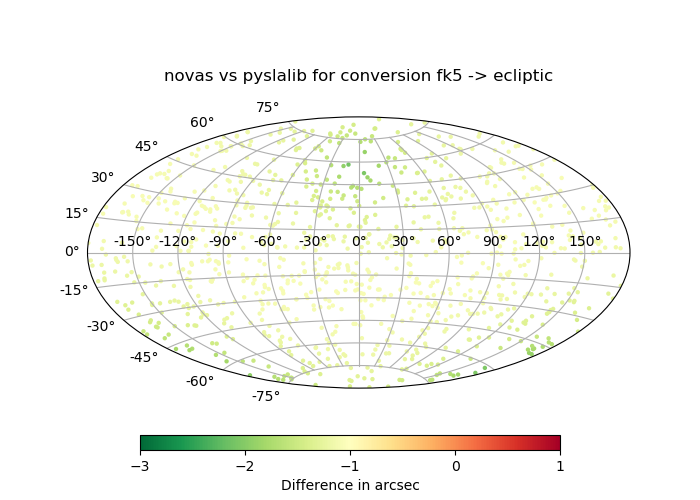 novas vs pyslalib for conversion fk5 -> ecliptic
75°
60°
45°
30°
15°
-150° -120° -90° -60° -30° 0° 30° 60° 90° 120° 150°
0°
-15°
-30°
-45°
-60°
-75°
−3 −2 −1 0 1
Difference in arcsec